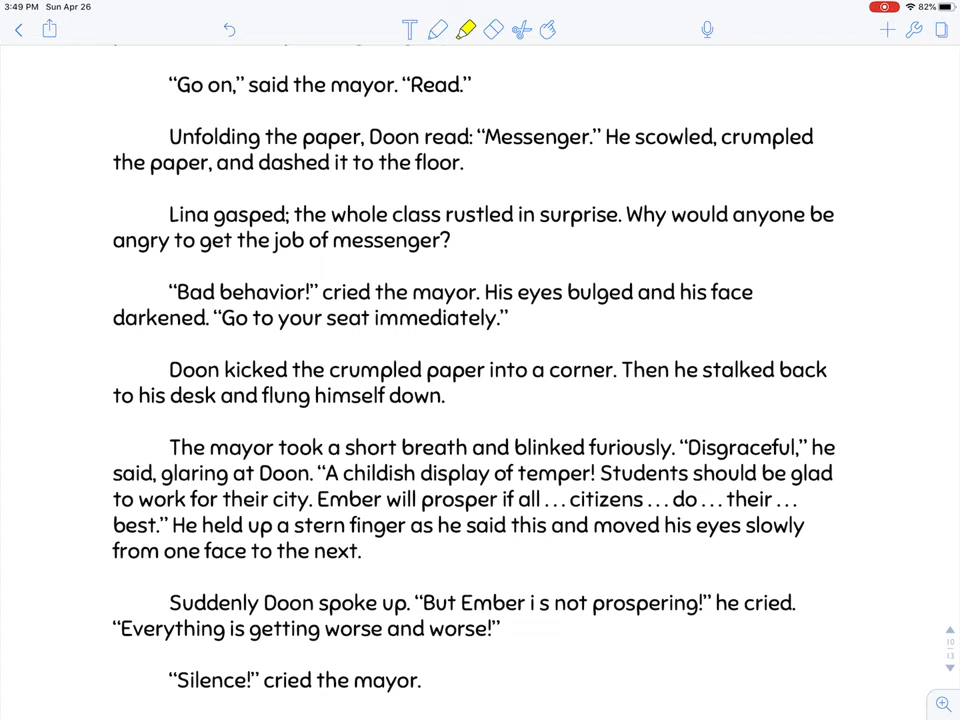 3:49 PM Sun Apr 26
82%
T
“Go on,” said the mayor. “Read.”
Unfolding the paper, Doon read: “Messenger.” He scowled, crumpled
the paper, and dashed it to the floor.
Lina gasped; the whole class rustled in surprise. Why would anyone be
angry to get the job of messenger?
“Bad behavior!” cried the mayor. His eyes bulged and his face
darkened. “Go to your seat immediately.”
Doon kicked the crumpled paper into a corner. Then he stalked back
to his desk and flung himself down.
The mayor took a short breath and blinked furiously. “Disgraceful,” he
said, glaring at Doon. “A childish display of temper! Students should be glad
to work for their city. Ember will prosper if all . . . citizens . . . do . . . their . . .
best.” He held up a stern finger as he said this and moved his eyes slowly
from one face to the next.
Suddenly Doon spoke up. “But Ember i s not prospering!” he cried.
“Everything is getting worse and worse!”
“Silence!” cried the mayor.
10
13